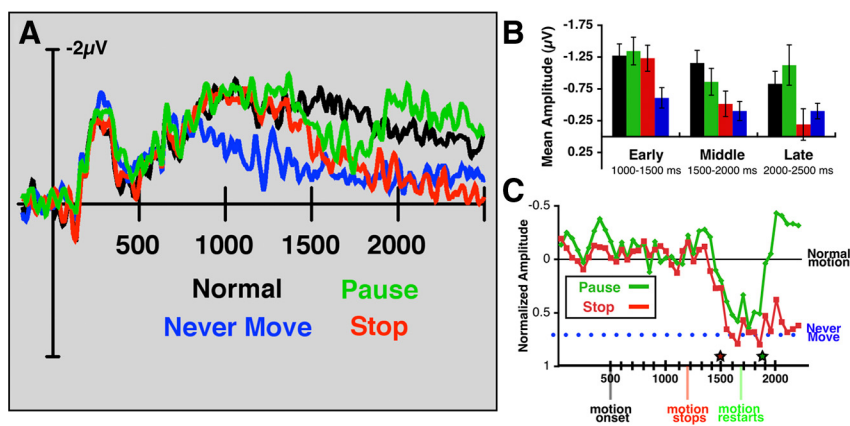 A
-2µV
500 1000 1500 2000
Normal Pause
Never Move Stop
B
Mean Amplitude (µV)
-1.75
-1.25
-0.75
-0.25
0.25
Early Middle Late
1000-1500 ms 1500-2000 ms 2000-2500 ms
C
Normalized Amplitude
-0.5
0
0.5
1
Normal
motion
Pause
Stop
Never
Move
500 1000 1500 2000
motion
onset
motion
stops
motion
restarts